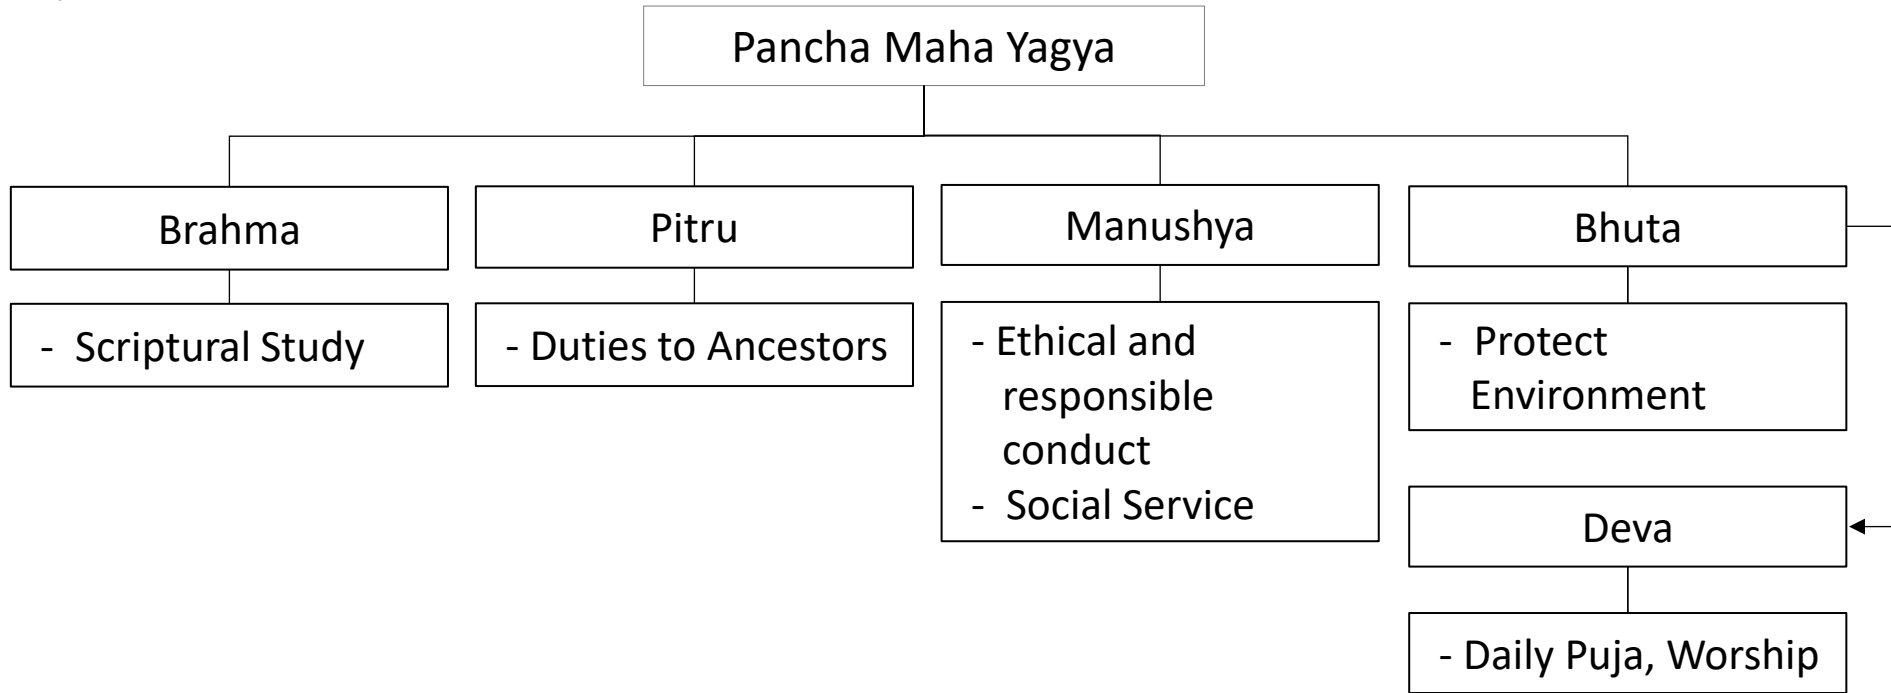 Pancha Maha Yagya
Brahma
Pitru
Manushya
Bhuta
- Scriptural Study
- Duties to Ancestors
- Ethical and
responsible
conduct
- Social Service
- Protect
Environment
Deva
- Daily Puja, Worship